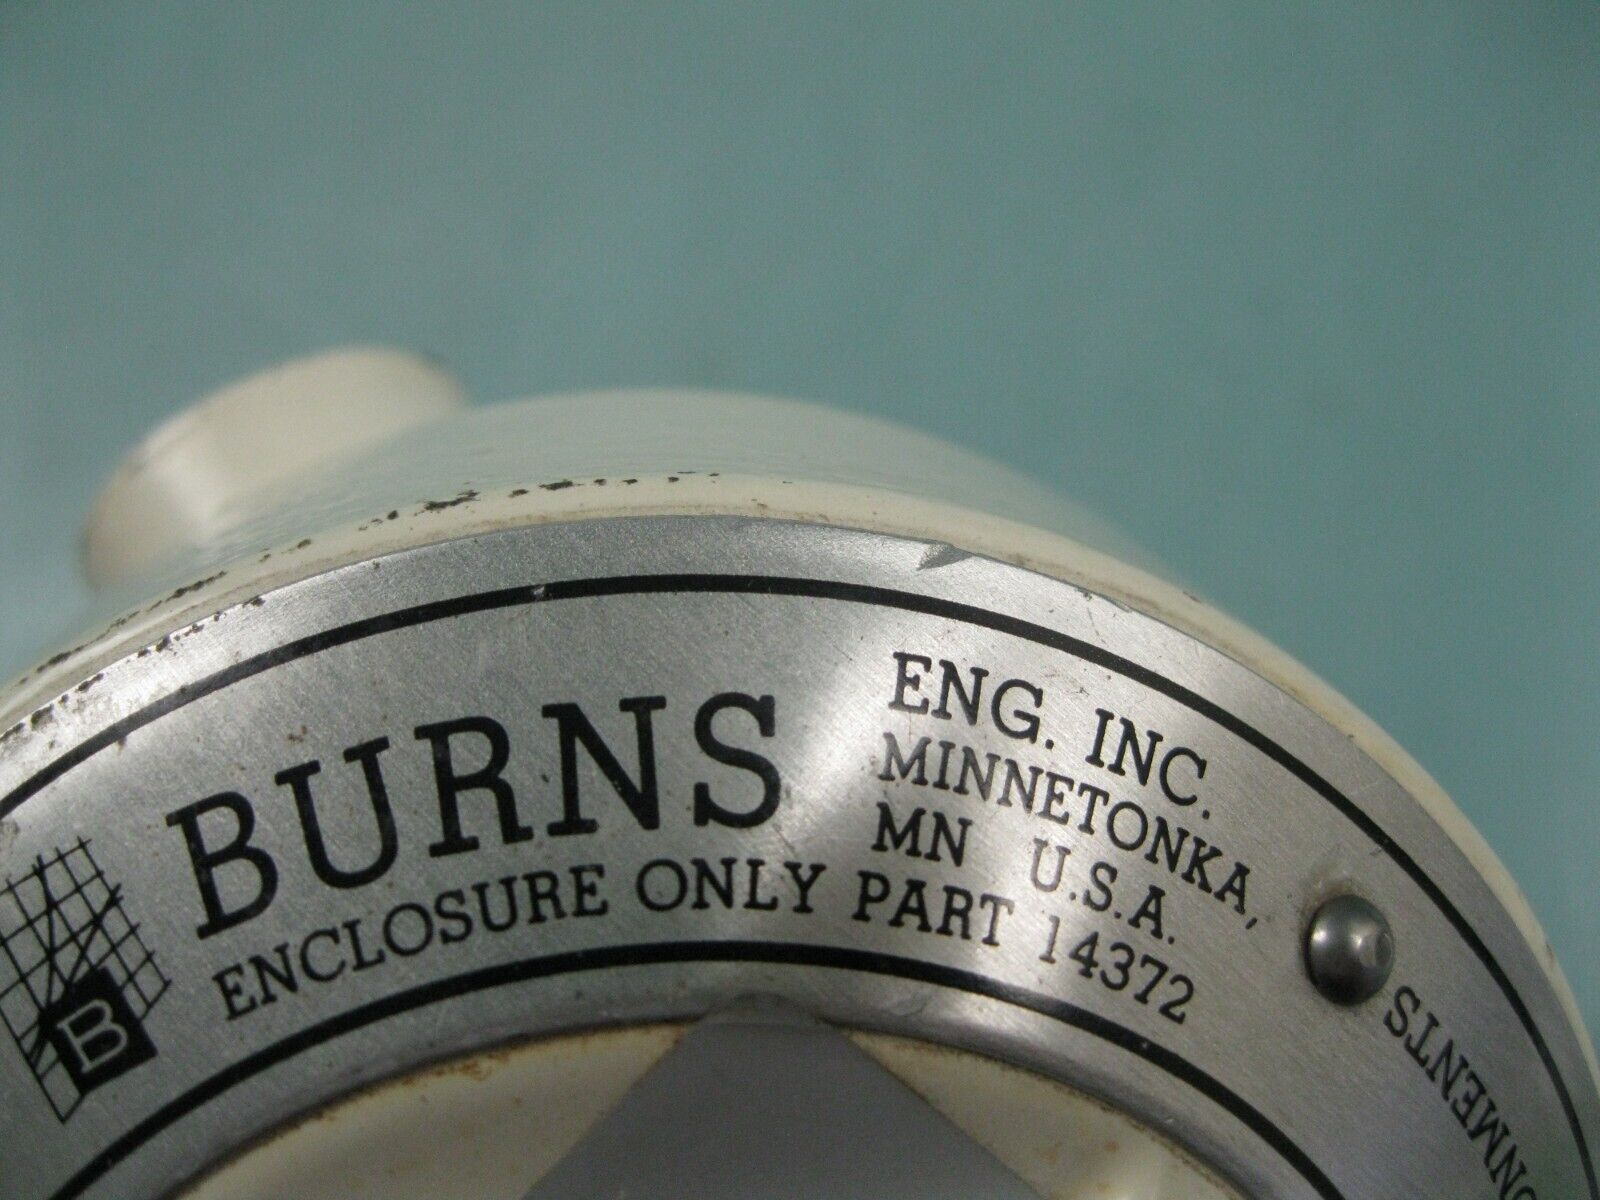 B
BURNS
ENG. INC.
MINNETONKA,
MN U.S.A.
ENCLOSURE ONLY PART 14372